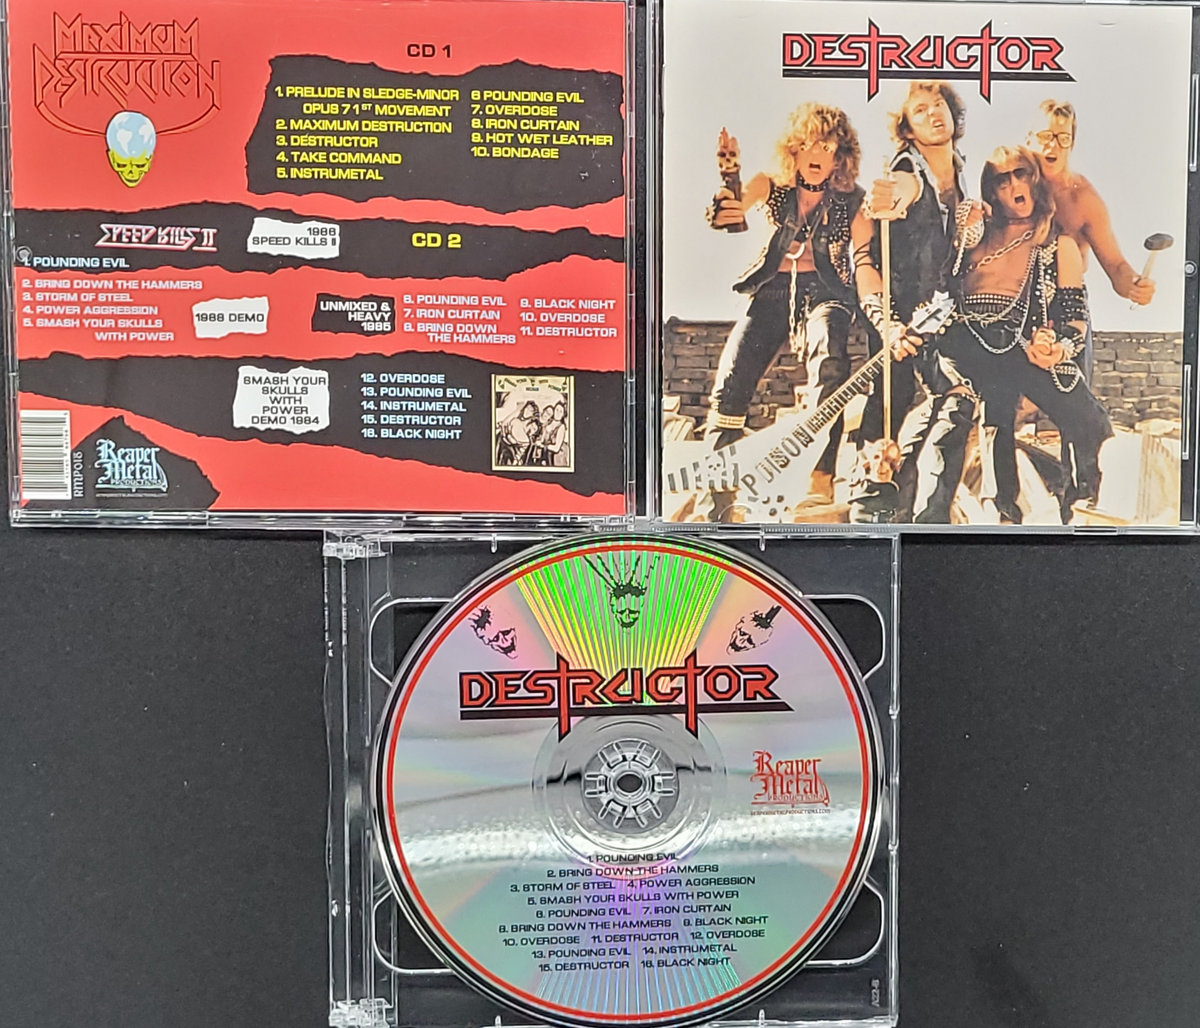 MAXIMUM
DESTRUCTION
CD 1
1. PRELUDE IN SLEDGE-MINOR
OPUS 7 1ST MOVEMENT
2. MAXIMUM DESTRUCTION
3. DESTRUCTOR
4. TAKE COMMAND
5. INSTRUMETAL
6 POUNDING EVIL
7. OVERDOSE
8. IRON CURTAIN
9. HOT WET LEATHER
10. BONDAGE
SPEED KILLS II
1986
SPEED KILLS II
CD 2
1. POUNDING EVIL
2. BRING DOWN THE HAMMERS
3. STORM OF STEEL
4. POWER AGGRESSION
5. SMASH YOUR SKULLS
WITH POWER
1988 DEMO
UNMIXED &
HEAVY
1985
6. POUNDING EVIL
7. IRON CURTAIN
8. BRING DOWN
THE HAMMERS
9. BLACK NIGHT
10. OVERDOSE
11. DESTRUCTOR
SMASH YOUR
SKULLS
WITH
POWER
DEMO 1984
12. OVERDOSE
13. POUNDING EVIL
14. INSTRUMETAL
15. DESTRUCTOR
16. BLACK NIGHT
RMP018
Reaper
Metal
PRODUCTIONS
DESTRUCTOR
POISON
DESTRUCTOR
Reaper
Metal
PRODUCTIONS
REAPERMETALPRODUCTIONS.COM
1. POUNDING EVIL
2. BRING DOWN THE HAMMERS
3. STORM OF STEEL 4. POWER AGGRESSION
5. SMASH YOUR SKULLS WITH POWER
6. POUNDING EVIL 7. IRON CURTAIN
8. BRING DOWN THE HAMMERS 9. BLACK NIGHT
10. OVERDOSE 11. DESTRUCTOR 12. OVERDOSE
13. POUNDING EVIL 14. INSTRUMETAL
15. DESTRUCTOR 16. BLACK NIGHT
A22-B